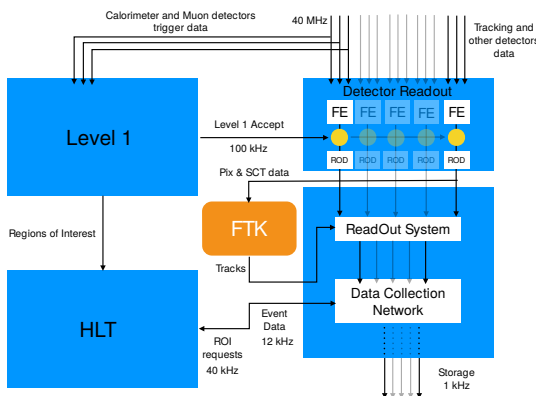 Calorimeter and Muon detectors
trigger data
40 MHz
Tracking and
other detectors
data
Detector Readout
FE FE FE FE FE
Level 1
Level 1 Accept
100 kHz
ROD ROD ROD ROD ROD
Pix & SCT data
FTK
ReadOut System
Regions of Interest
Tracks
Data Collection
Network
HLT
Event
Data
12 kHz
ROI
requests
40 kHz
Storage
1 kHz